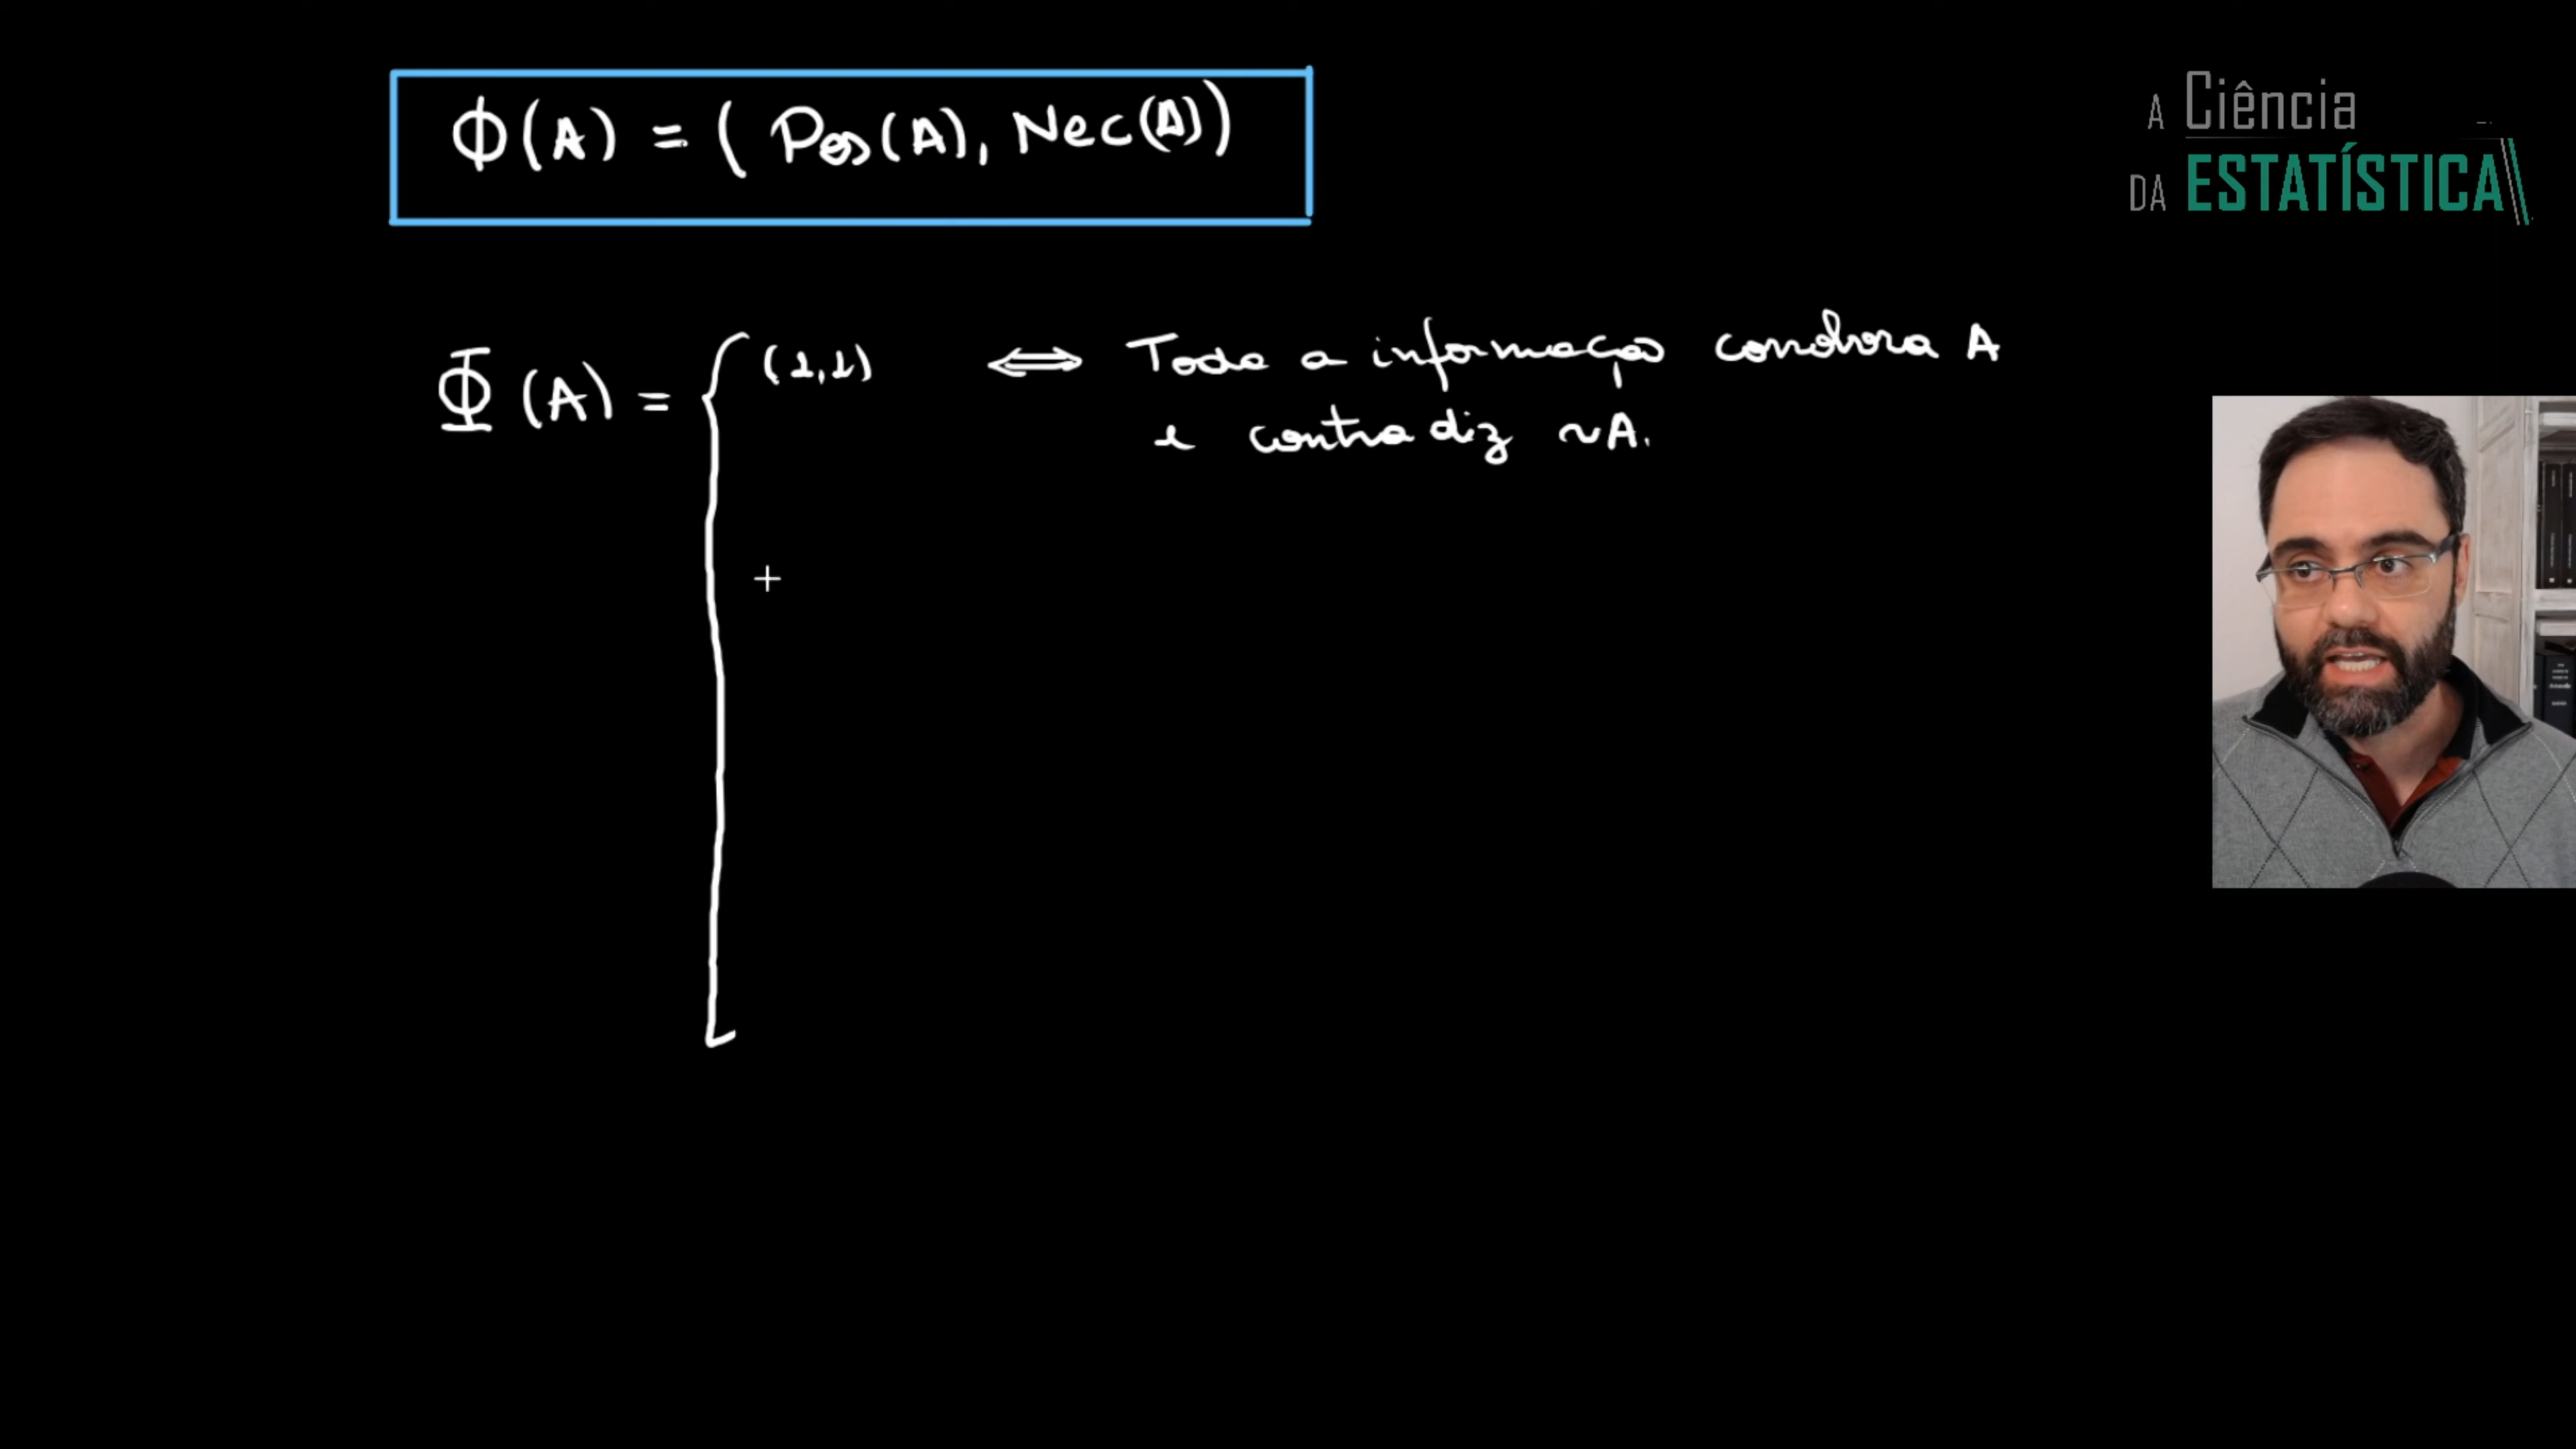 Φ(A) = ( Pos(A), Nec(A))
A Ciência
DA ESTATÍSTICA
Φ(A) = { (1,1) ⟺ Toda a informação corrobora A
e contradiz ~A.